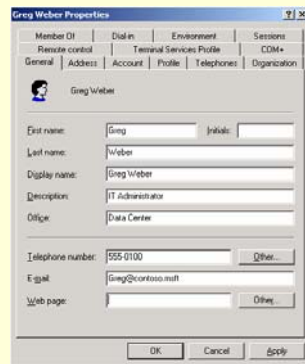 Greg Weber Properties
Member Of Dial-in Environment Sessions
Remote control Terminal Services Profile COM+
General Address Account Profile Telephones Organization
Greg Weber
First name: Greg Initials:
Last name: Weber
Display name: Greg Weber
Description: IT Administrator
Office: Data Center
Telephone number: 555-0100 Other...
E-mail: Greg@contoso.msft
Web page: Other...
OK Cancel Apply